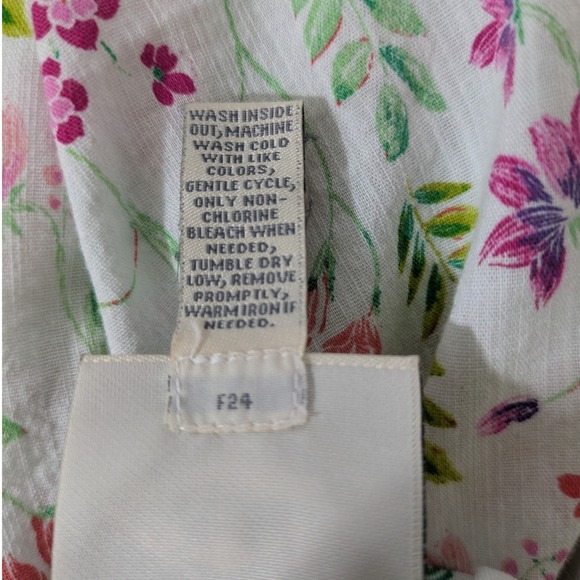 WASH INSIDE
OUT, MACHINE
WASH COLD
WITH LIKE
COLORS,
GENTLE CYCLE,
ONLY NON-
CHLORINE
BLEACH WHEN
NEEDED,
TUMBLE DRY
LOW, REMOVE
PROMPTLY,
WARM IRON IF
NEEDED.
F24